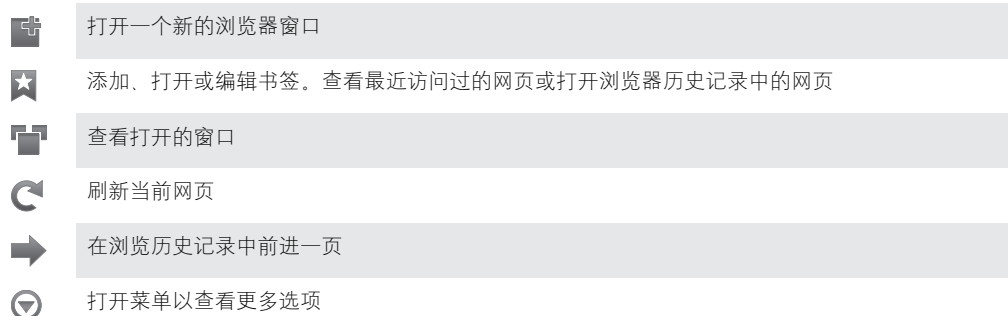 打开一个新的浏览器窗口
添加、打开或编辑书签。查看最近访问过的网页或打开浏览器历史记录中的网页
查看打开的窗口
刷新当前网页
在浏览历史记录中前进一页
打开菜单以查看更多选项